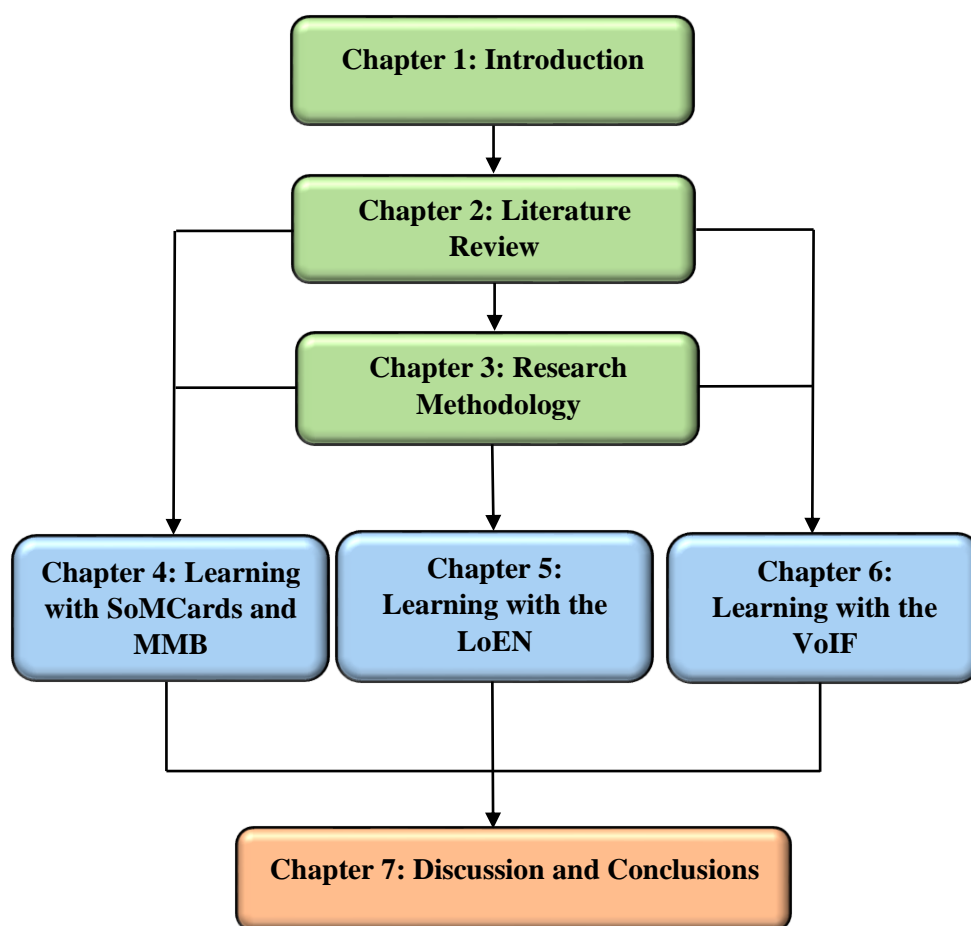 Chapter 1: Introduction
Chapter 2: Literature
Review
Chapter 3: Research
Methodology
Chapter 4: Learning
with SoMCards and
MMB
Chapter 5:
Learning with the
LoEN
Chapter 6:
Learning with the
VoIF
Chapter 7: Discussion and Conclusions